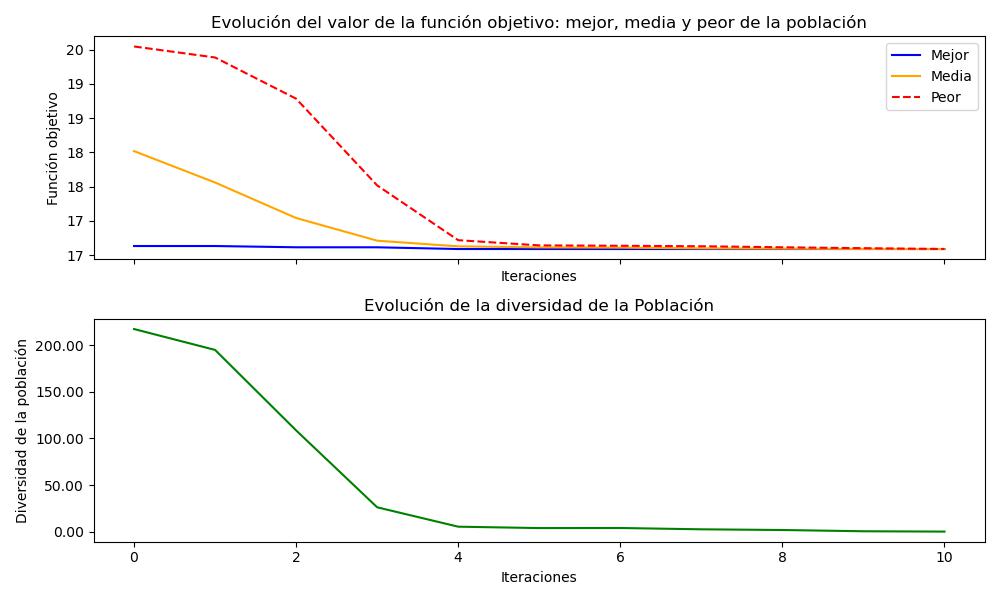 Evolución del valor de la función objetivo: mejor, media y peor de la población
Función objetivo
20
19
19
18
18
17
17
Mejor
Media
Peor
Iteraciones
Evolución de la diversidad de la Población
Diversidad de la población
200.00
150.00
100.00
50.00
0.00
0 2 4 6 8 10
Iteraciones